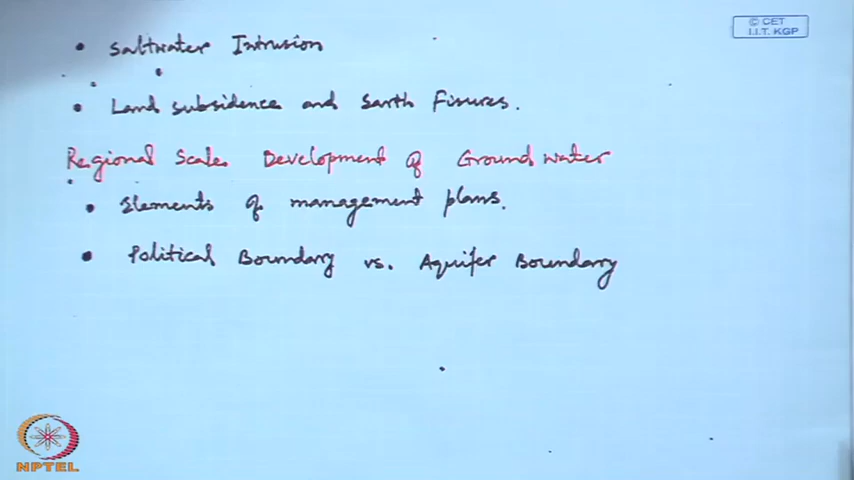 © CET
I.I.T. KGP
• Saltwater Intrusion
• Land subsidence and Earth Fissures.
Regional Scale Development of Groundwater
• Elements of management plans.
• Political Boundary vs. Aquifer Boundary
NPTEL